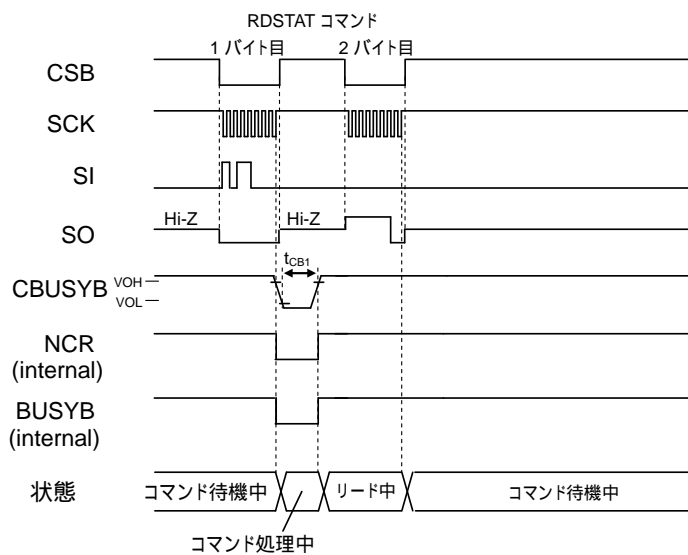 RDSTAT コマンド
1 バイト目
2 バイト目
CSB
SCK
SI
Hi-Z
Hi-Z
SO
tCB1
VOH
CBUSYB
VOL
NCR
(internal)
BUSYB
(internal)
状態
コマンド待機中
リード中
コマンド待機中
コマンド処理中